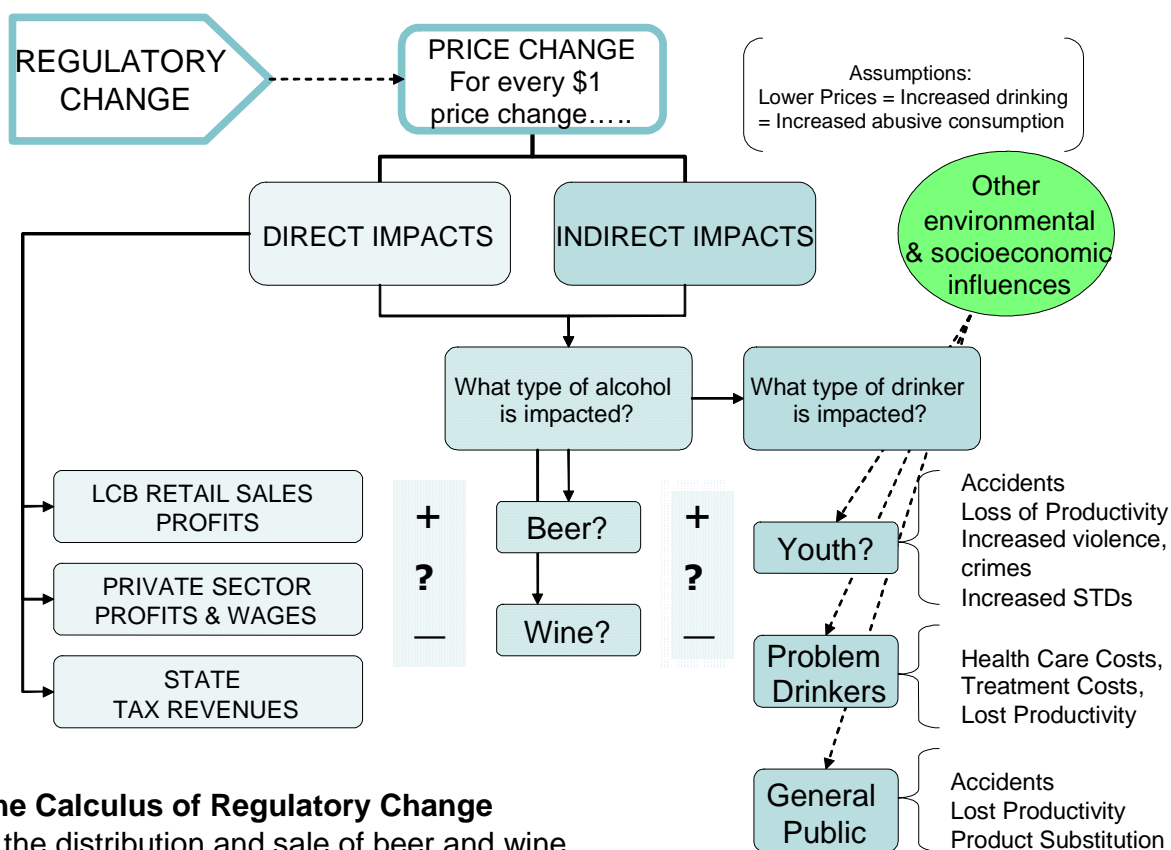 REGULATORY
CHANGE
PRICE CHANGE
For every $1
price change…..
Assumptions:
Lower Prices = Increased drinking
= Increased abusive consumption
Other
environmental
& socioeconomic
influences
DIRECT IMPACTS
INDIRECT IMPACTS
What type of alcohol
is impacted?
What type of drinker
is impacted?
LCB RETAIL SALES
PROFITS
PRIVATE SECTOR
PROFITS & WAGES
STATE
TAX REVENUES
+
?
—
Beer?
Wine?
+
?
—
Youth?
Accidents
Loss of Productivity
Increased violence,
crimes
Increased STDs
Problem
Drinkers
Health Care Costs,
Treatment Costs,
Lost Productivity
General
Public
Accidents
Lost Productivity
Product Substitution
Calculus of Regulatory Change
the distribution and sale of beer and wine